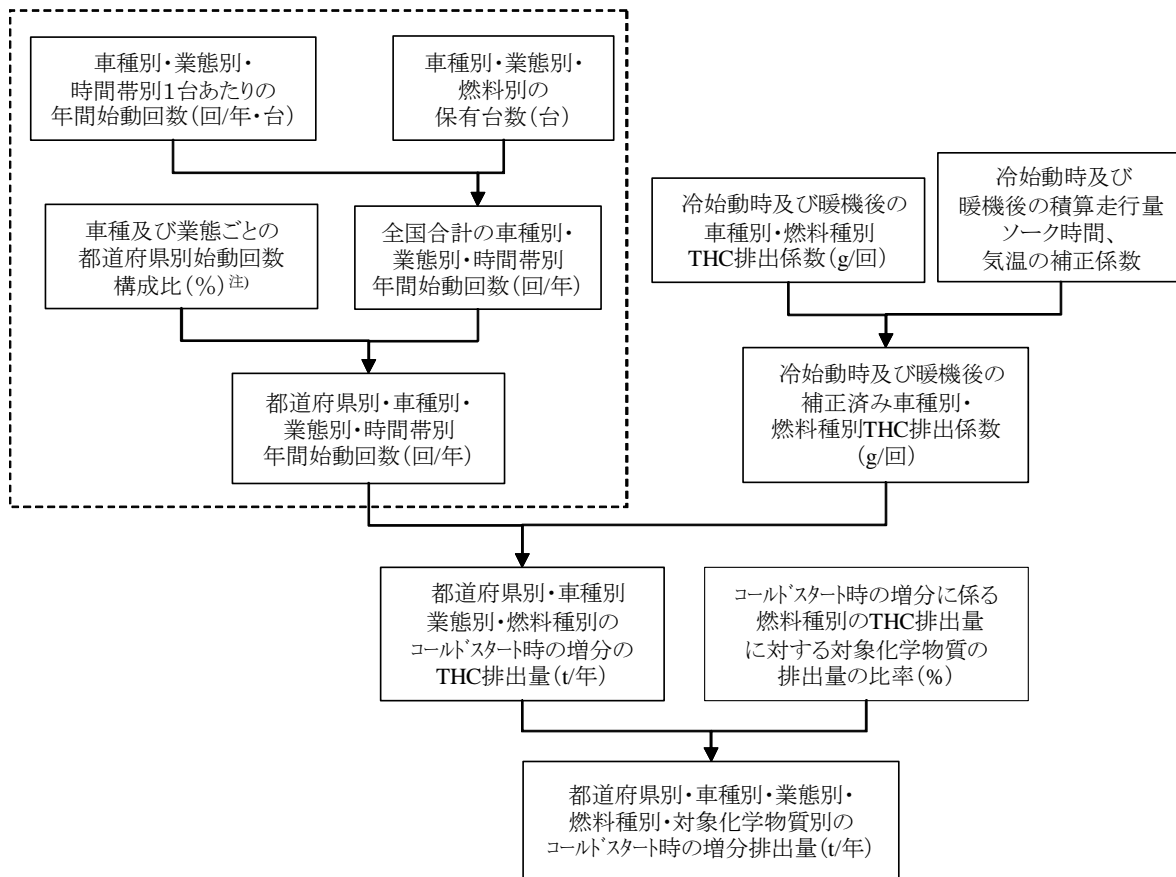 車種別・業態別・
時間帯別1台あたりの
年間始動回数(回/年・台)
車種別・業態別・
燃料別の
保有台数(台)
車種及び業態ごとの
都道府県別始動回数
構成比(%)注)
全国合計の車種別・
業態別・時間帯別
年間始動回数(回/年)
冷始動時及び暖機後の
車種別・燃料種別
THC排出係数(g/回)
冷始動時及び
暖機後の積算走行量
ソーク時間、
気温の補正係数
都道府県別・車種別・
業態別・時間帯別
年間始動回数(回/年)
冷始動時及び暖機後の
補正済み車種別・
燃料種別THC排出係数
(g/回)
都道府県別・車種別
業態別・燃料種別の
コールドスタート時の増分の
THC排出量(t/年)
コールドスタート時の増分に係る
燃料種別のTHC排出量
に対する対象化学物質の
排出量の比率(%)
都道府県別・車種別・業態別・
燃料種別・対象化学物質別の
コールドスタート時の増分排出量(t/年)